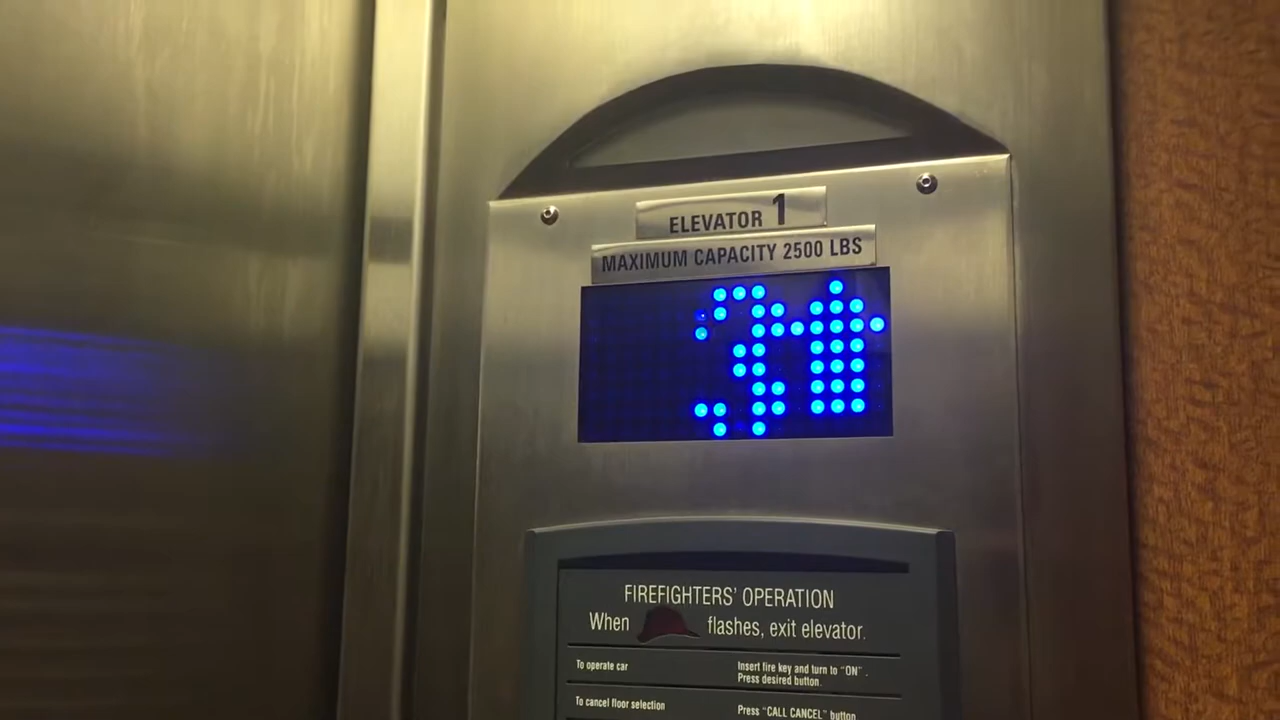 ELEVATOR 1
MAXIMUM CAPACITY 2500 LBS
3
FIREFIGHTERS' OPERATION
When flashes, exit elevator.
To operate car
Insert fire key and turn to "ON".
Press desired button.
To cancel floor selection
Press "CALL CANCEL" button